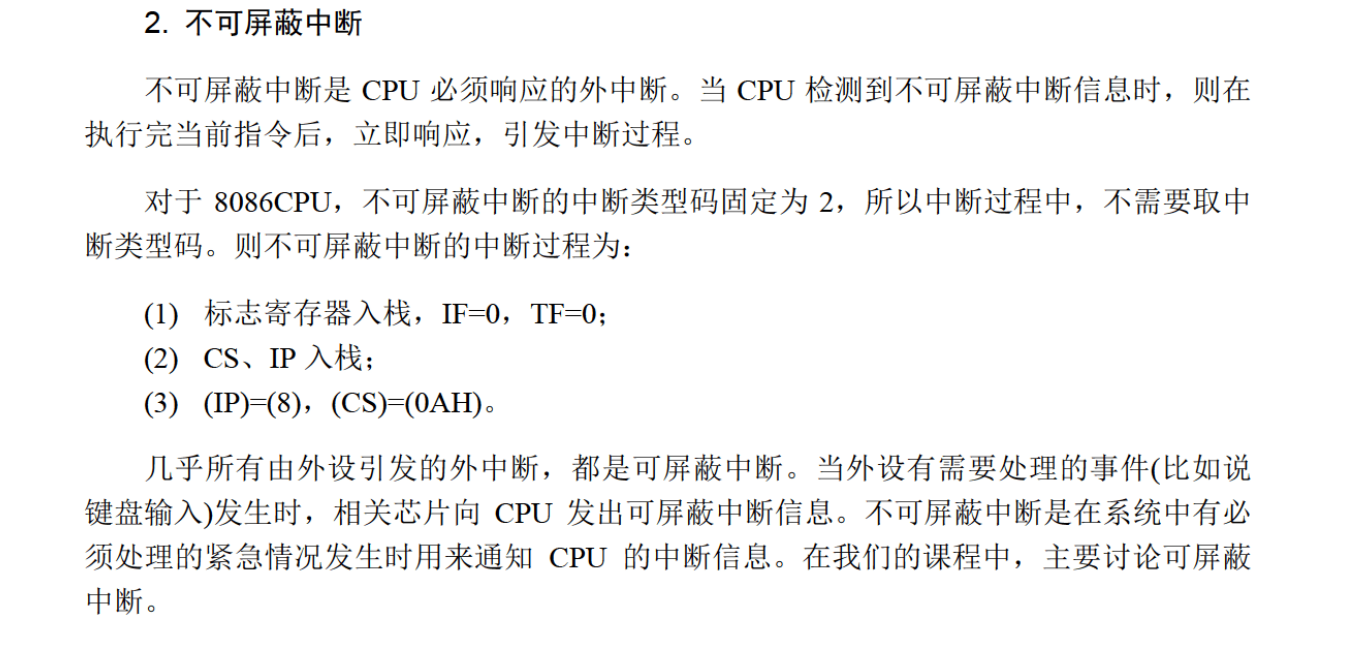 2. 不可屏蔽中断
不可屏蔽中断是 CPU 必须响应的外中断。当 CPU 检测到不可屏蔽中断信息时，则在
执行完当前指令后，立即响应，引发中断过程。
对于 8086CPU，不可屏蔽中断的中断类型码固定为 2，所以中断过程中，不需要取中
断类型码。则不可屏蔽中断的中断过程为：
(1) 标志寄存器入栈，IF=0，TF=0；
(2) CS、IP 入栈；
(3) (IP)=(8)，(CS)=(0AH)。
几乎所有由外设引发的外中断，都是可屏蔽中断。当外设有需要处理的事件(比如说
键盘输入)发生时，相关芯片向 CPU 发出可屏蔽中断信息。不可屏蔽中断是在系统中有必
须处理的紧急情况发生时用来通知 CPU 的中断信息。在我们的课程中，主要讨论可屏蔽
中断。